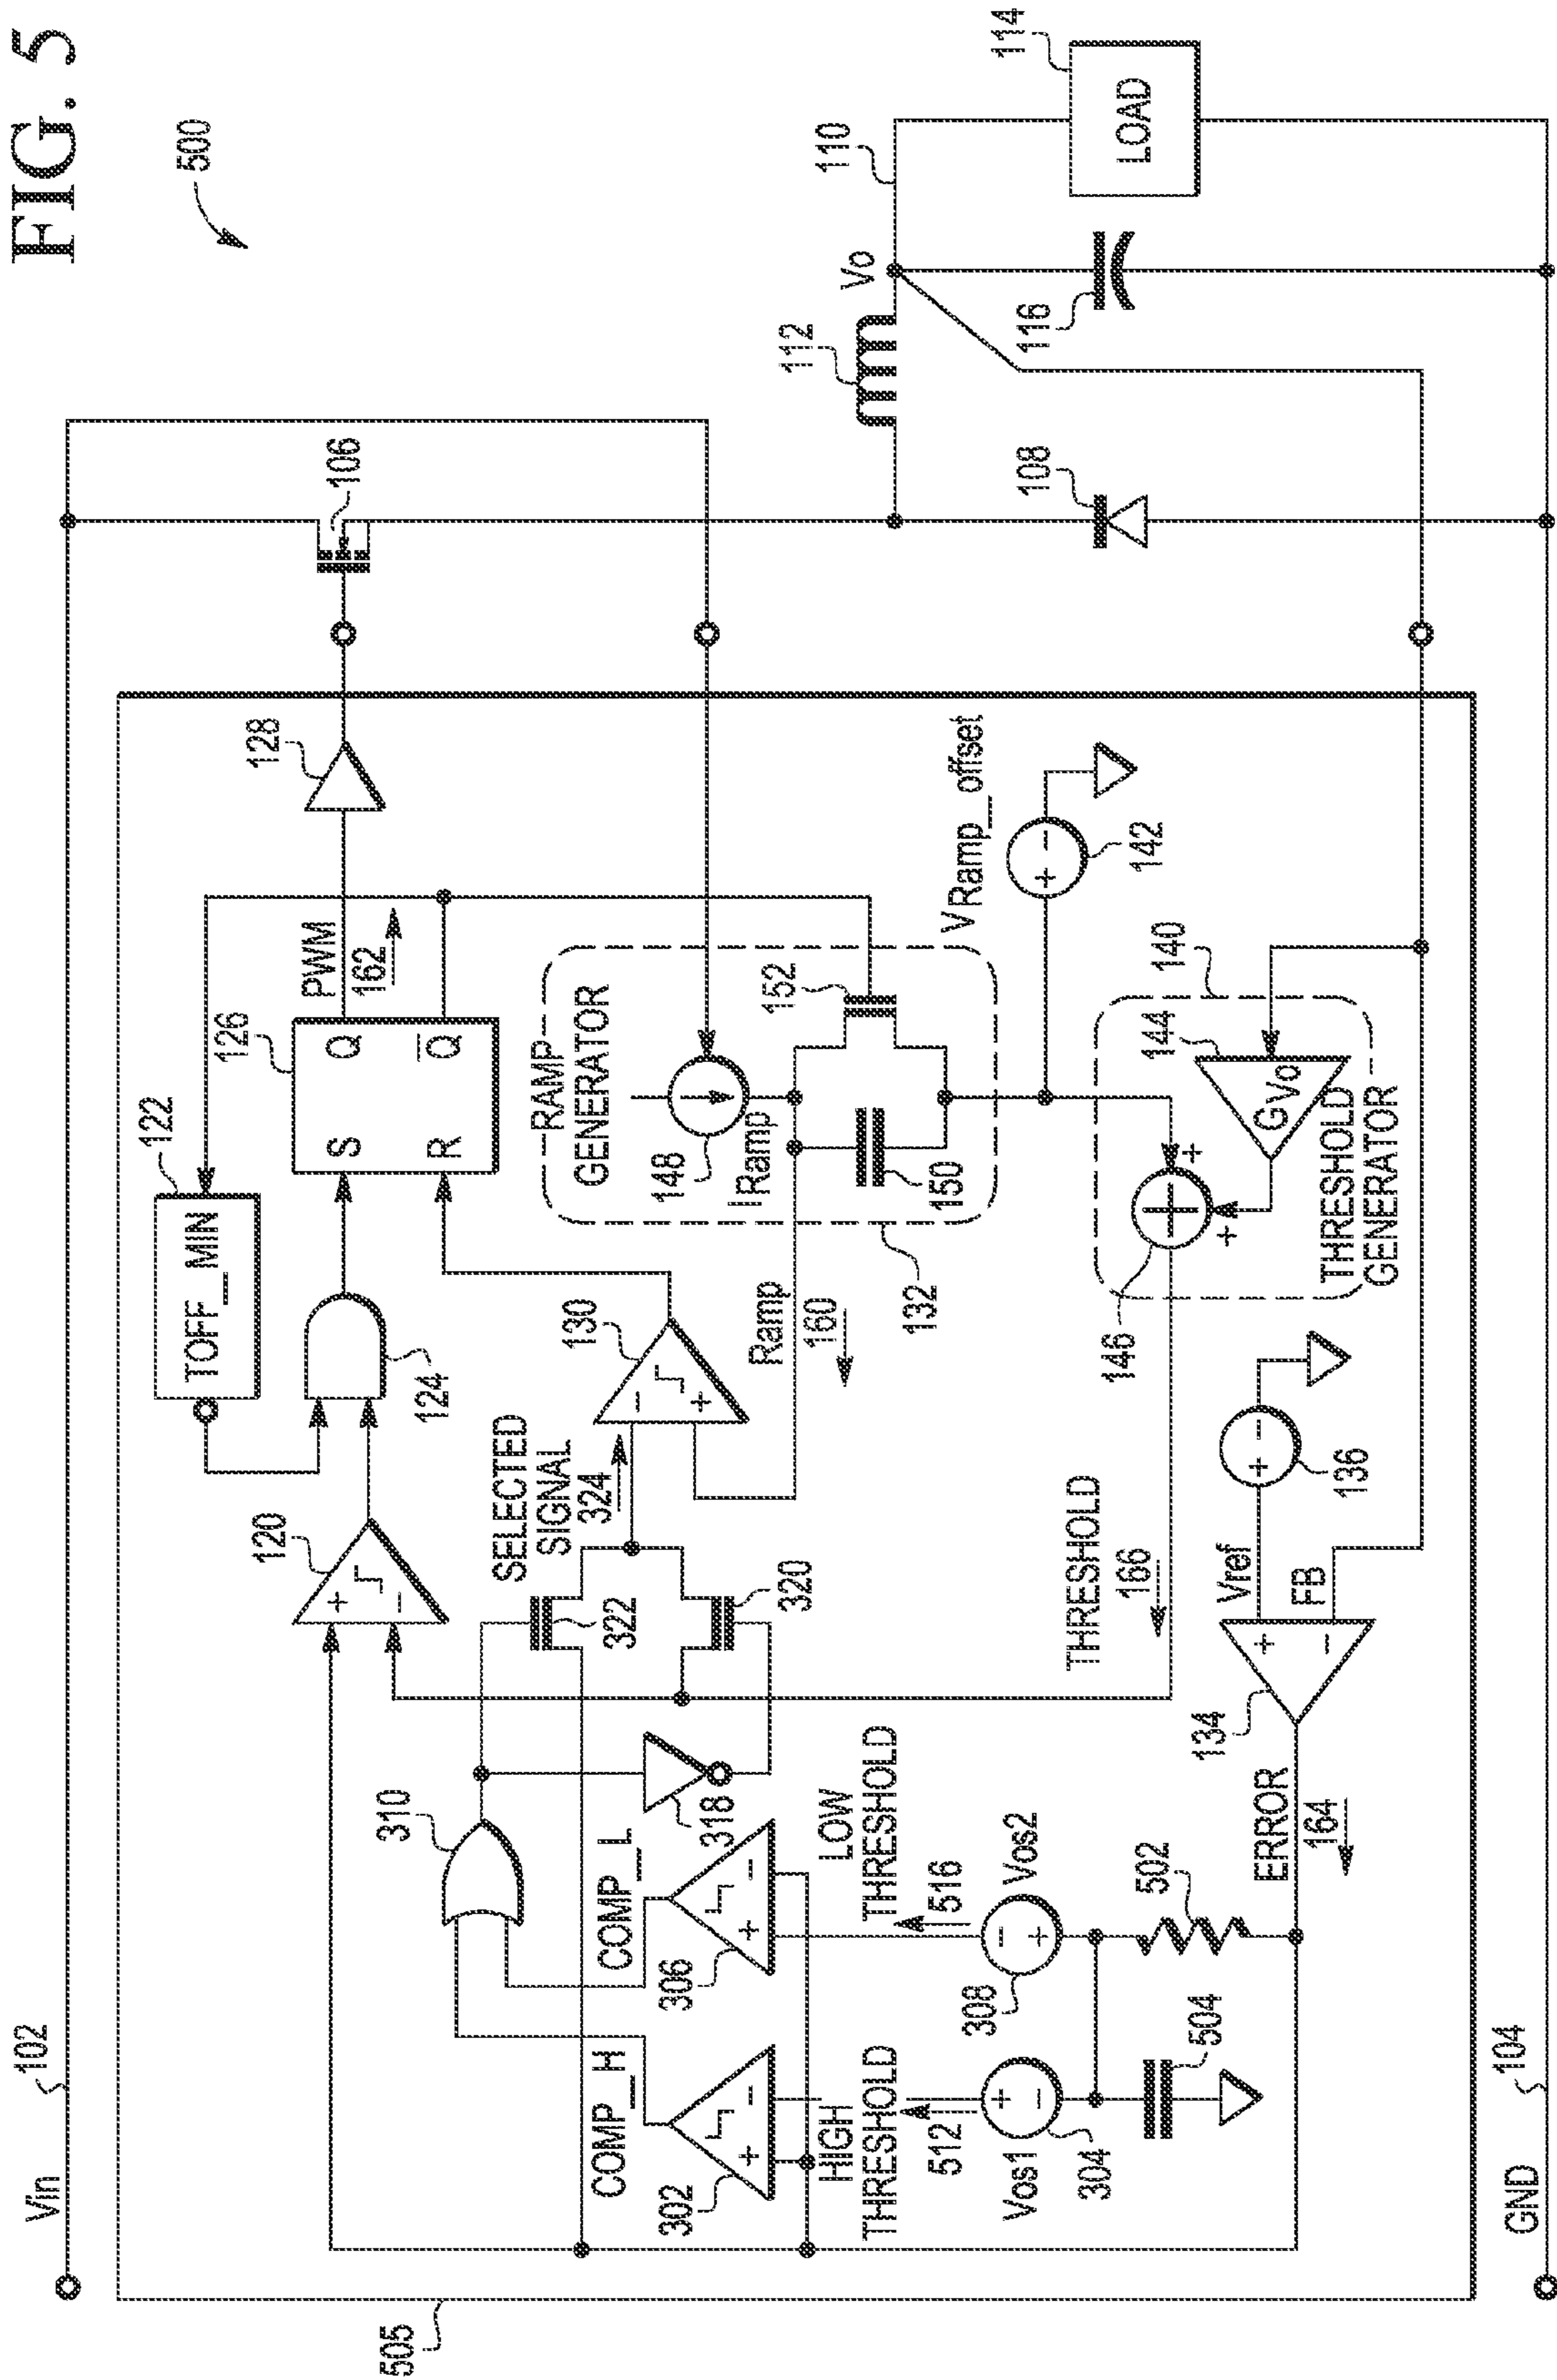 FIG. 5
500
Vin
102
505
122
TOFF_MIN
124
120
+
−
126
S
Q
R
Q
PWM
162
128
106
310
COMP_H
COMP_L
302
+
−
306
+
−
318
322
320
SELECTED
SIGNAL
324
130
−
+
Ramp
160
132
RAMP
GENERATOR
148
IRamp
150
152
VRamp_offset
+
−
142
HIGH
THRESHOLD
512
LOW
THRESHOLD
516
Vos1
+
−
304
Vos2
−
+
308
504
502
THRESHOLD
166
146
+
+
140
144
GVo
THRESHOLD
GENERATOR
ERROR
164
134
+
−
Vref
FB
+
−
136
112
Vo
110
108
116
114
LOAD
GND
104